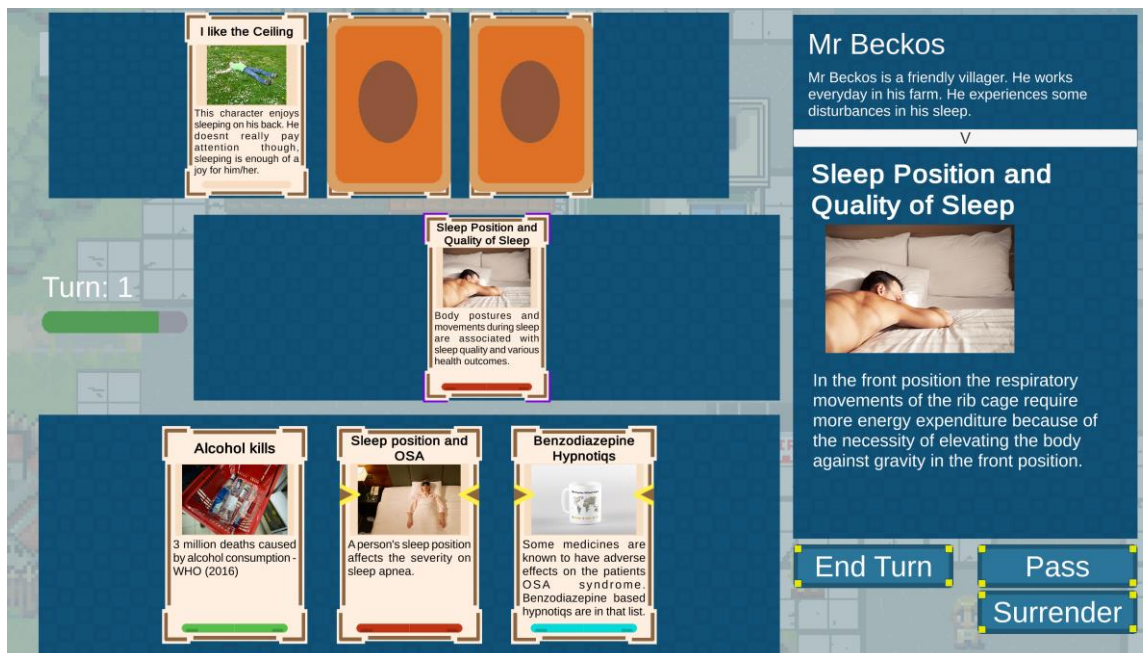 I like the Ceiling
This character enjoys
sleeping on his back. He
doesnt really pay
attention though,
sleeping is enough of a
joy for him/her.
Turn: 1
Sleep Position and
Quality of Sleep
Body postures and
movements during sleep
are associated with
sleep quality and various
health outcomes.
Alcohol kills
3 million deaths caused
by alcohol consumption -
WHO (2016)
Sleep position and
OSA
A person's sleep position
affects the severity on
sleep apnea.
Benzodiazepine
Hypnotiqs
Some medicines are
known to have adverse
effects on the patients
OSA syndrome.
Benzodiazepine based
hypnotiqs are in that list.
Mr Beckos
Mr Beckos is a friendly villager. He works
everyday in his farm. He experiences some
disturbances in his sleep.
V
Sleep Position and
Quality of Sleep
In the front position the respiratory
movements of the rib cage require
more energy expenditure because of
the necessity of elevating the body
against gravity in the front position.
End Turn
Pass
Surrender